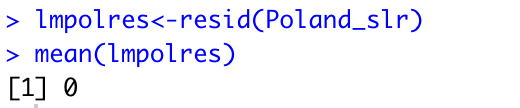 > lmpolres<-resid(Poland_slr)
> mean(lmpolres)
[1] 0